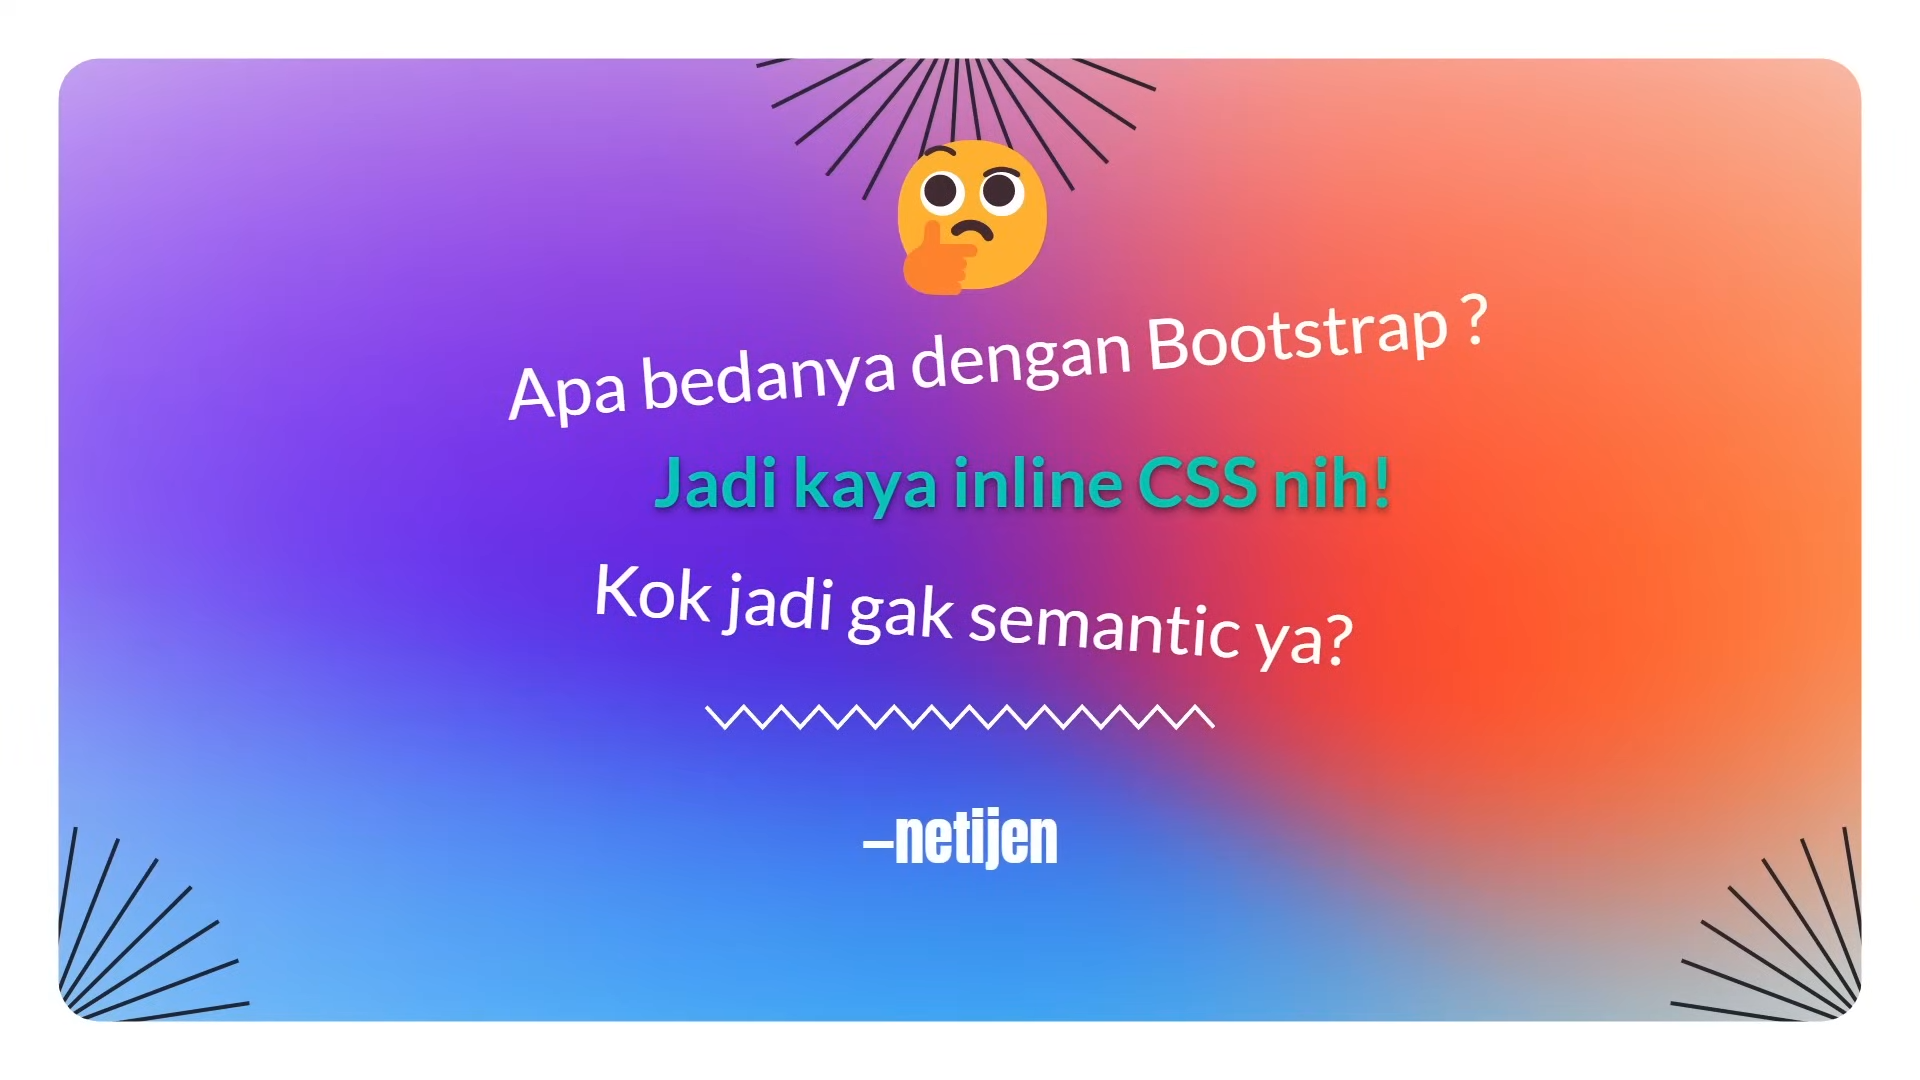 Apa bedanya dengan Bootstrap ?
Jadi kaya inline CSS nih!
Kok jadi gak semantic ya?
—netijen